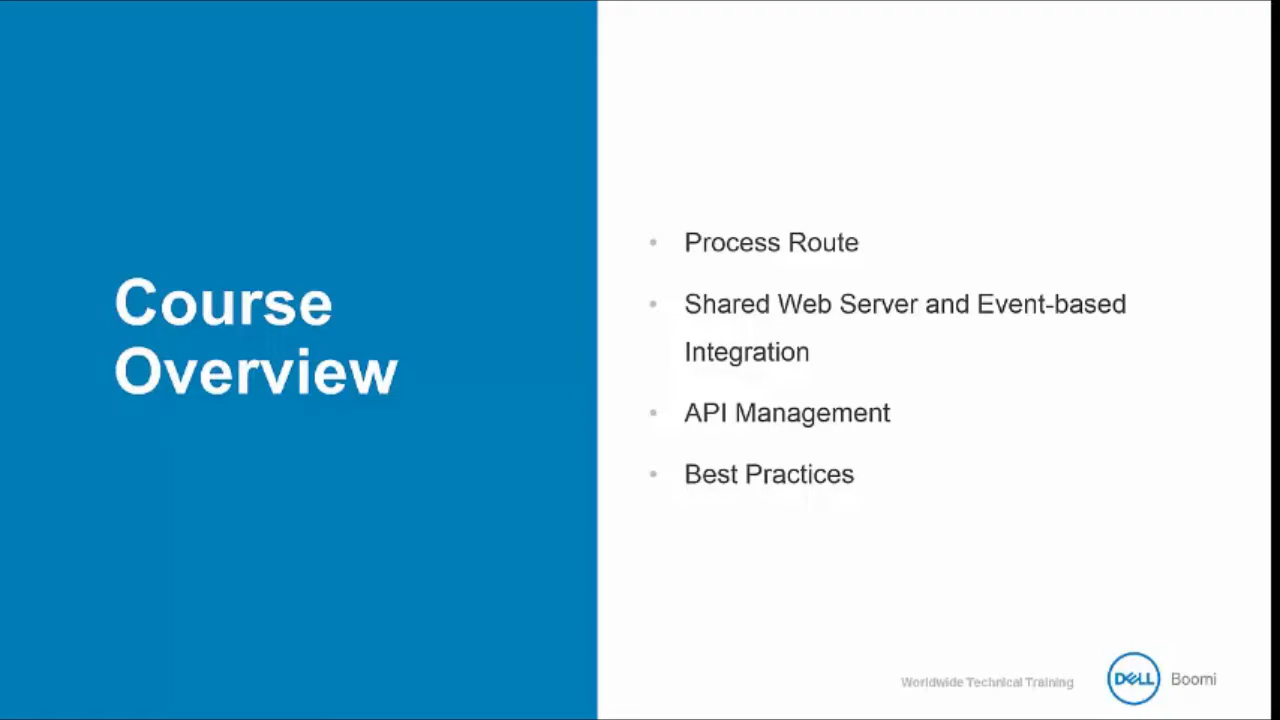 Course
Overview
• Process Route
• Shared Web Server and Event-based
Integration
• API Management
• Best Practices
Worldwide Technical Training
DELL Boomi